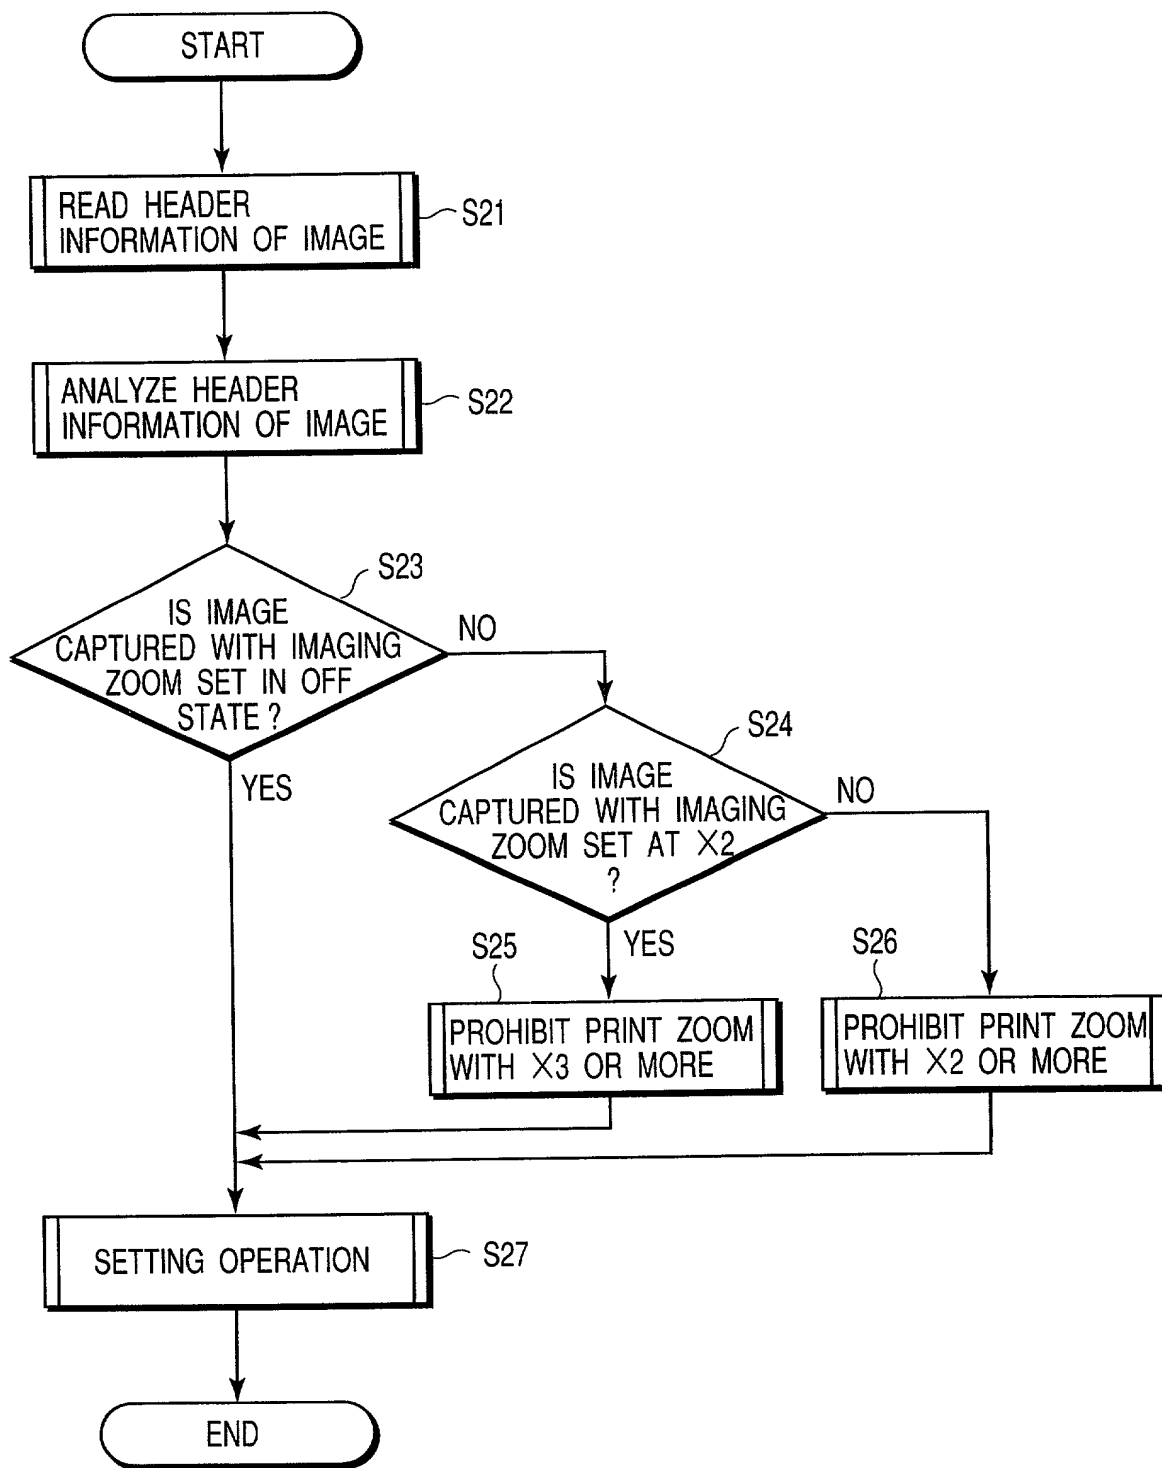 START
READ HEADER
INFORMATION OF IMAGE
S21
ANALYZE HEADER
INFORMATION OF IMAGE
S22
S23
IS IMAGE
CAPTURED WITH IMAGING
ZOOM SET IN OFF
STATE ?
NO
YES
S24
IS IMAGE
CAPTURED WITH IMAGING
ZOOM SET AT ×2
?
NO
YES
S25
PROHIBIT PRINT ZOOM
WITH ×3 OR MORE
S26
PROHIBIT PRINT ZOOM
WITH ×2 OR MORE
SETTING OPERATION
S27
END